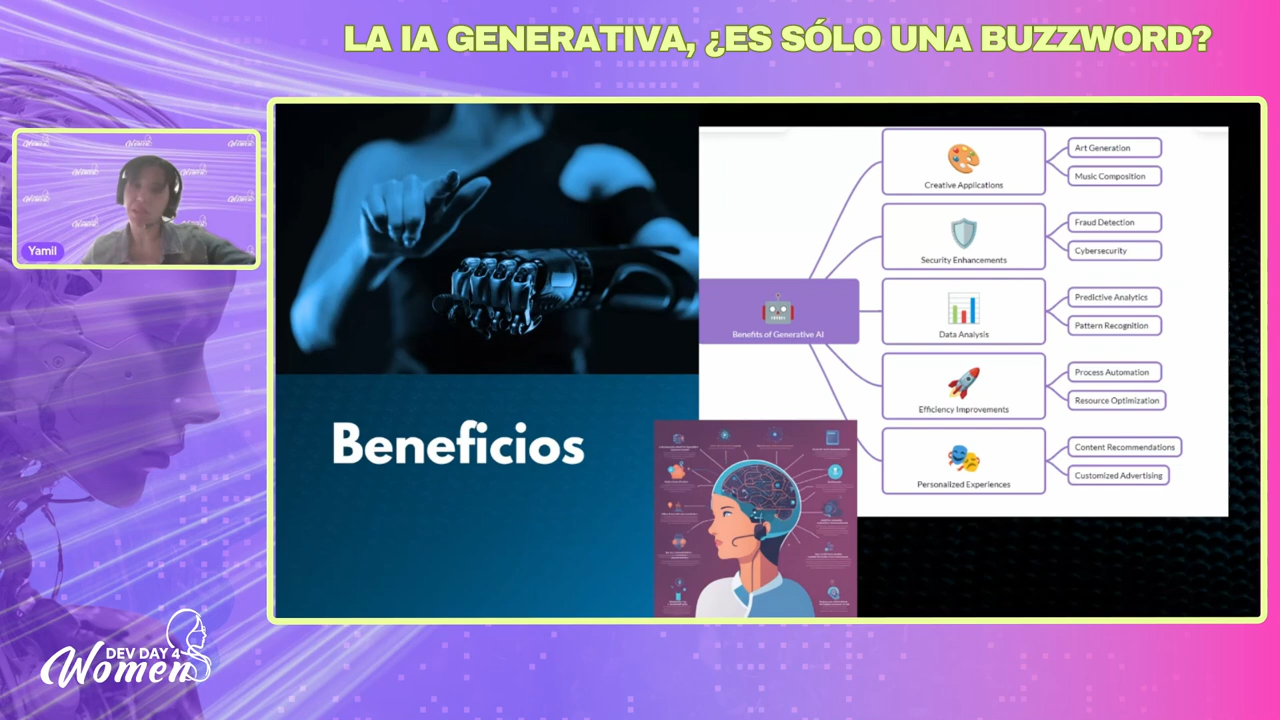 LA IA GENERATIVA, ¿ES SÓLO UNA BUZZWORD?
Yamil
Beneficios
Benefits of Generative AI
Creative Applications
Art Generation
Music Composition
Security Enhancements
Fraud Detection
Cybersecurity
Data Analysis
Predictive Analytics
Pattern Recognition
Efficiency Improvements
Process Automation
Resource Optimization
Personalized Experiences
Content Recommendations
Customized Advertising
DEV DAY 4
Women